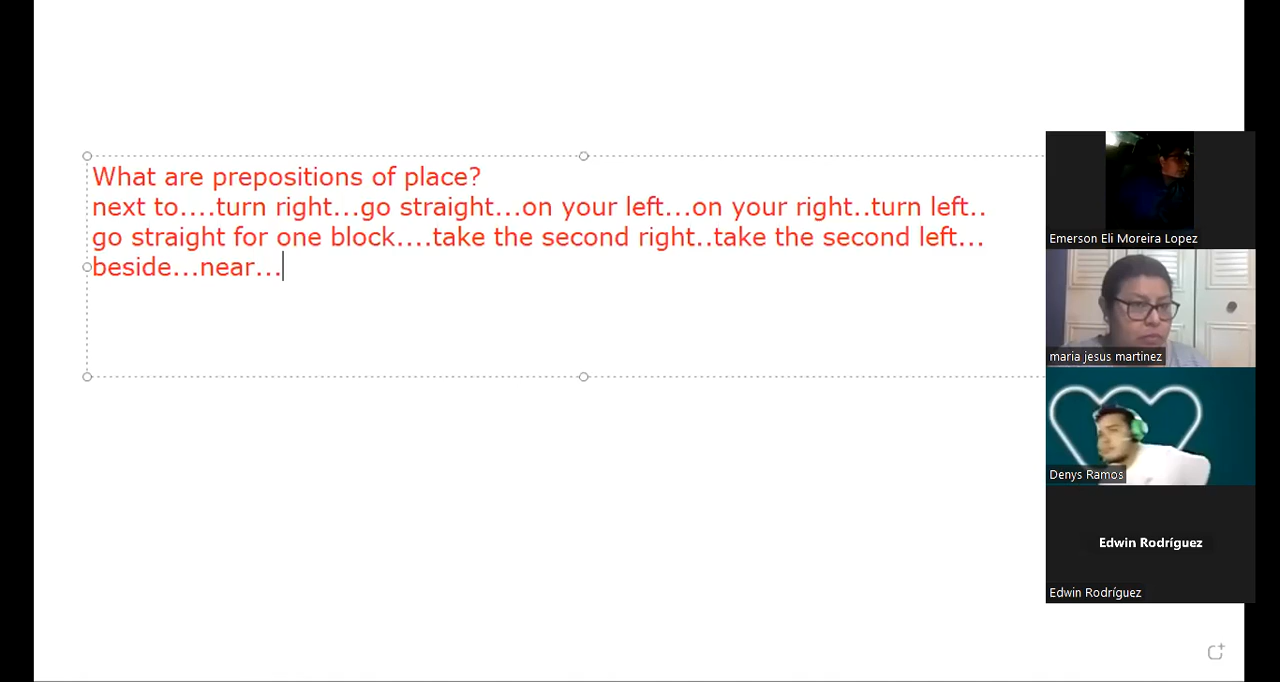 What are prepositions of place?
next to....turn right...go straight...on your left...on your right..turn left..
go straight for one block....take the second right..take the second left...
beside...near...
Emerson Eli Moreira Lopez
maria jesus martinez
Denys Ramos
Edwin Rodríguez
Edwin Rodríguez